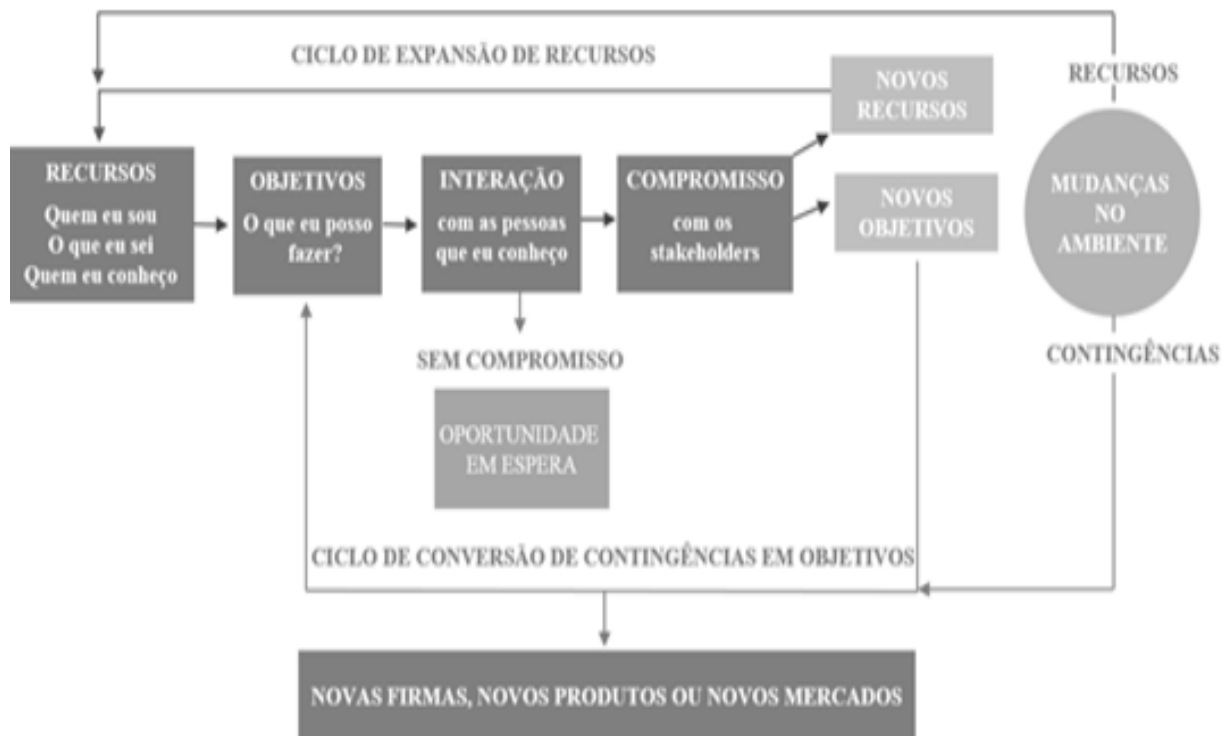 CICLO DE EXPANSÃO DE RECURSOS
NOVOS
RECURSOS
RECURSOS
RECURSOS
Quem eu sou
O que eu sei
Quem eu conheço
OBJETIVOS
O que eu posso
fazer?
INTERAÇÃO
com as pessoas
que eu conheço
COMPROMISSO
com os
stakeholders
NOVOS
OBJETIVOS
MUDANÇAS
NO
AMBIENTE
SEM COMPROMISSO
OPORTUNIDADE
EM ESPERA
CONTINGÊNCIAS
CICLO DE CONVERSÃO DE CONTINGÊNCIAS EM OBJETIVOS
NOVAS FIRMAS, NOVOS PRODUTOS OU NOVOS MERCADOS